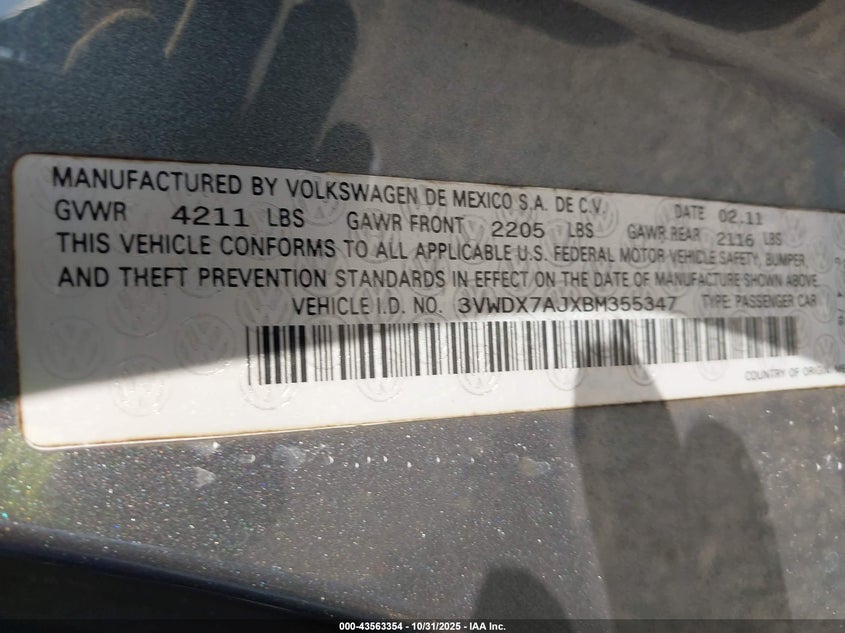 MANUFACTURED BY VOLKSWAGEN DE MEXICO S.A. DE C.V. DATE 02.11
GVWR 4211 LBS GAWR FRONT 2205 LBS GAWR REAR 2116 LBS
THIS VEHICLE CONFORMS TO ALL APPLICABLE U.S. FEDERAL MOTOR VEHICLE SAFETY, BUMPER,
AND THEFT PREVENTION STANDARDS IN EFFECT ON THE DATE OF MANUFACTURE SHOWN ABOVE.
VEHICLE I.D. NO. 3VWDX7AJXBM355347 TYPE: PASSENGER CAR
COUNTRY OF ORIGIN
000-43563354 - 10/31/2025 - IAA Inc.